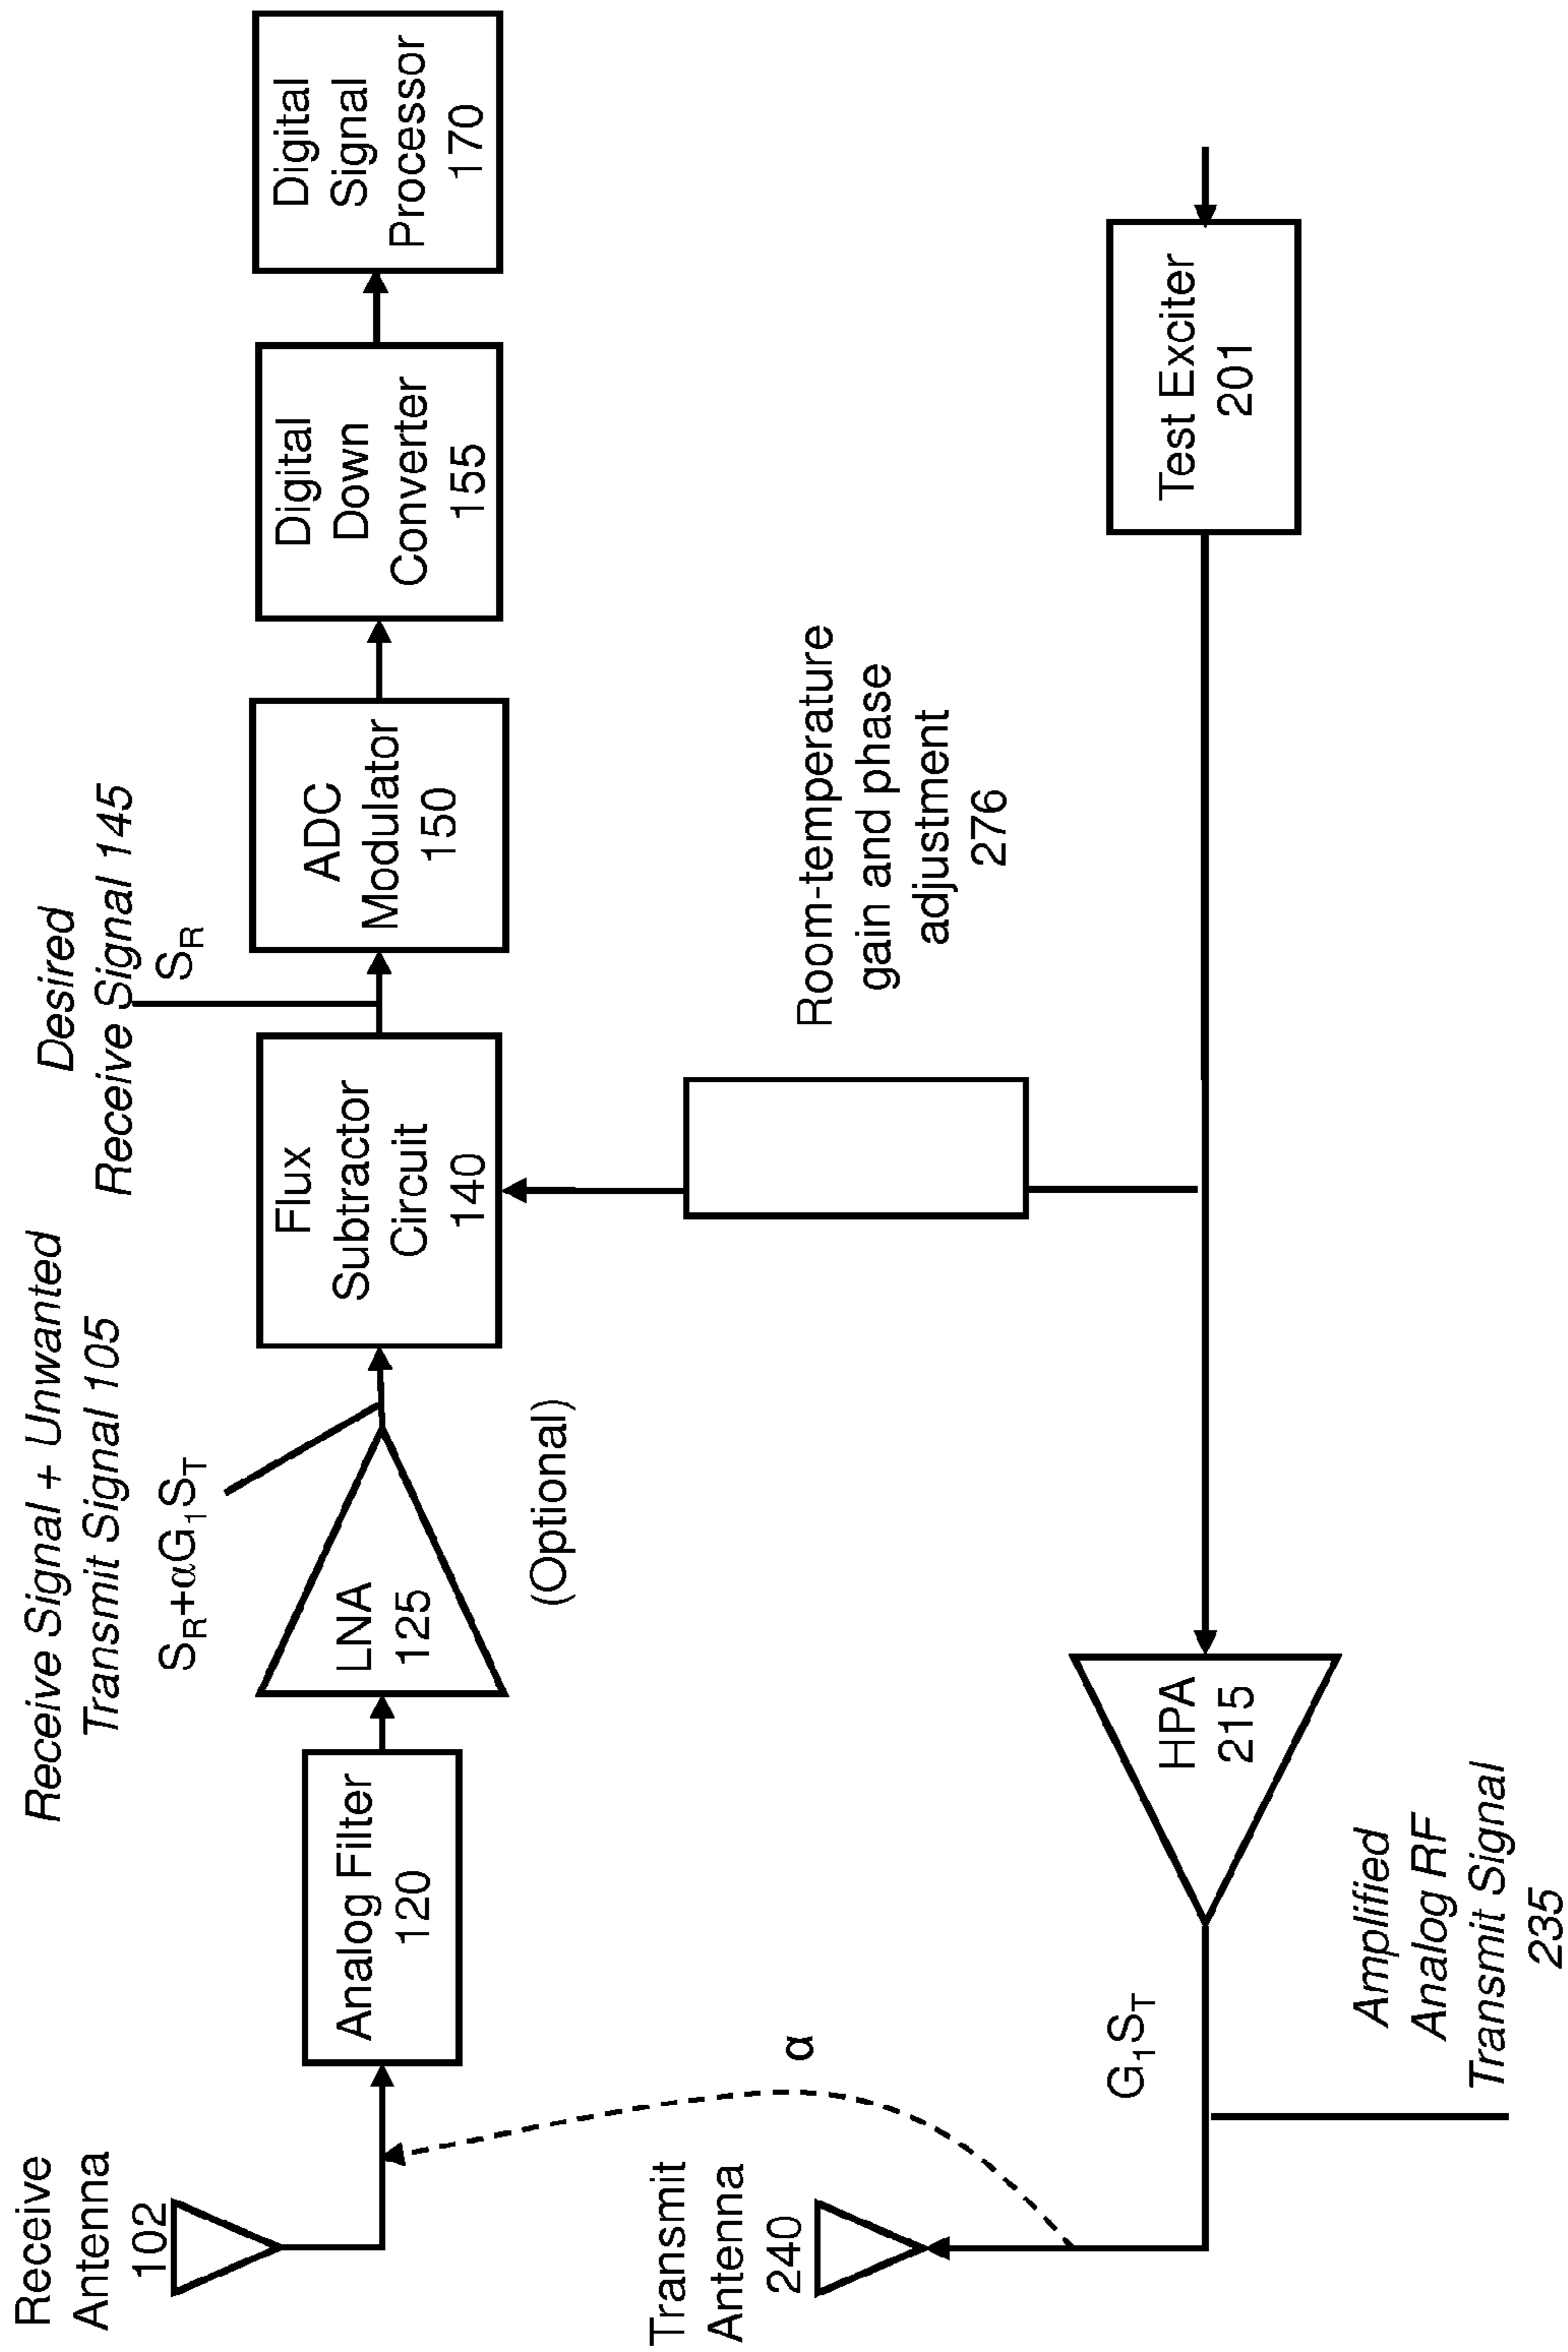 Receive
Antenna
102
Receive Signal + Unwanted
Transmit Signal 105
S_R+αG_1S_T
Desired
Receive Signal 145
S_R
Analog Filter
120
LNA
125
(Optional)
Flux
Subtractor
Circuit
140
ADC
Modulator
150
Digital
Down
Converter
155
Digital
Signal
Processor
170
Room-temperature
gain and phase
adjustment
276
Transmit
Antenna
240
α
G_1S_T
HPA
215
Test Exciter
201
Amplified
Analog RF
Transmit Signal
235